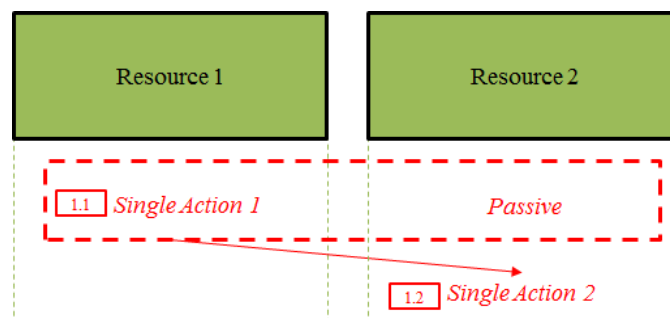 Resource 1
Resource 2
1.1 Single Action 1
Passive
1.2 Single Action 2